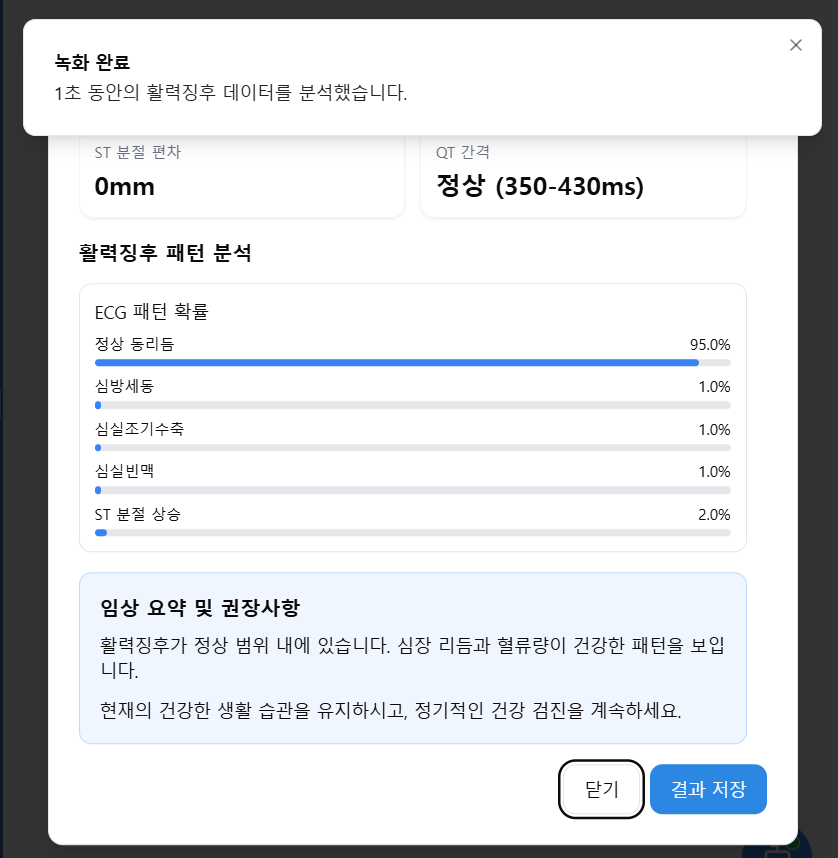 녹화 완료
1초 동안의 활력징후 데이터를 분석했습니다.
ST 분절 편차
QT 간격
0mm
정상 (350-430ms)
활력징후 패턴 분석
ECG 패턴 확률
정상 동리듬 95.0%
심방세동 1.0%
심실조기수축 1.0%
심실빈맥 1.0%
ST 분절 상승 2.0%
임상 요약 및 권장사항
활력징후가 정상 범위 내에 있습니다. 심장 리듬과 혈류량이 건강한 패턴을 보입
니다.
현재의 건강한 생활 습관을 유지하시고, 정기적인 건강 검진을 계속하세요.
닫기
결과 저장